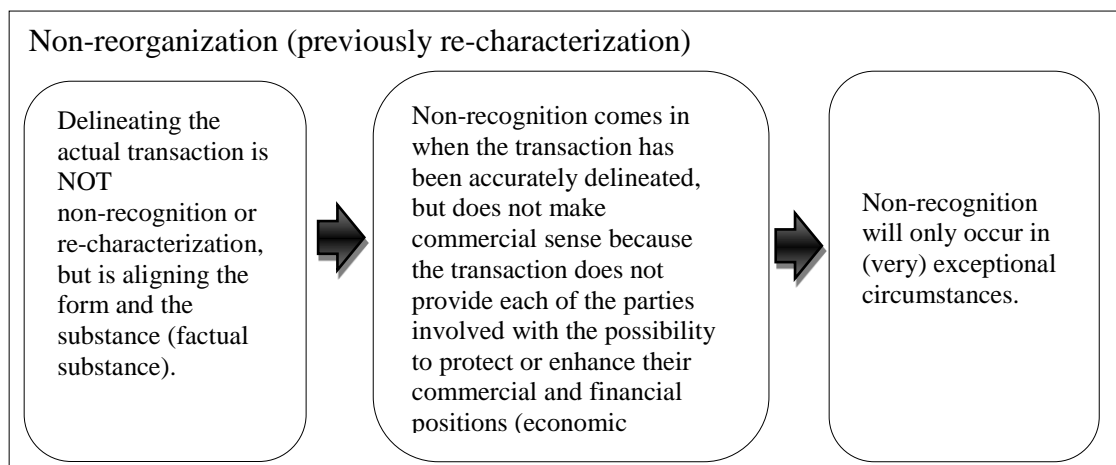 Non-reorganization (previously re-characterization)
Delineating the
actual transaction is
NOT
non-recognition or
re-characterization,
but is aligning the
form and the
substance (factual
substance).
Non-recognition comes in
when the transaction has
been accurately delineated,
but does not make
commercial sense because
the transaction does not
provide each of the parties
involved with the possibility
to protect or enhance their
commercial and financial
positions (economic
Non-recognition
will only occur in
(very) exceptional
circumstances.